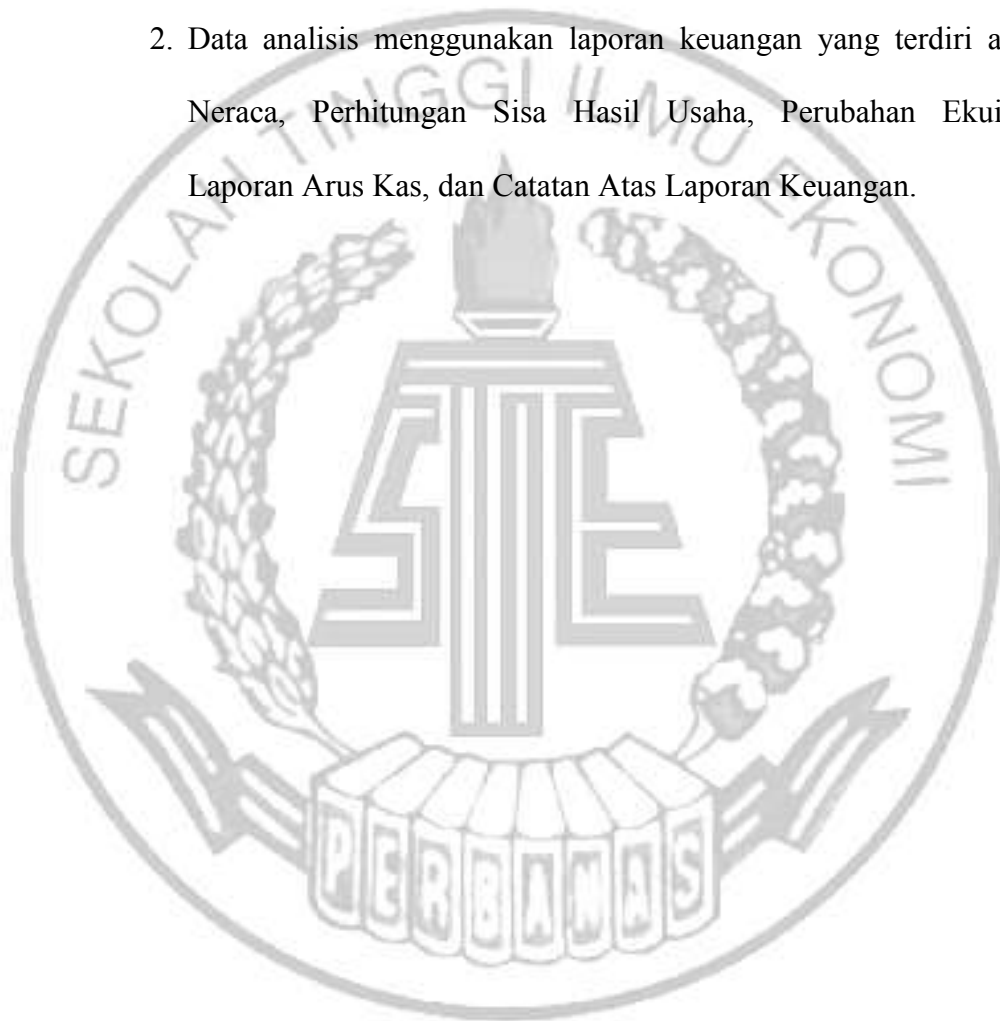 2. Data analisis menggunakan laporan keuangan yang terdiri a
Neraca, Perhitungan Sisa Hasil Usaha, Perubahan Ekui
Laporan Arus Kas, dan Catatan Atas Laporan Keuangan.
SEKOLAH TINGGI ILMU EKONOMI
STIE
PERBANAS